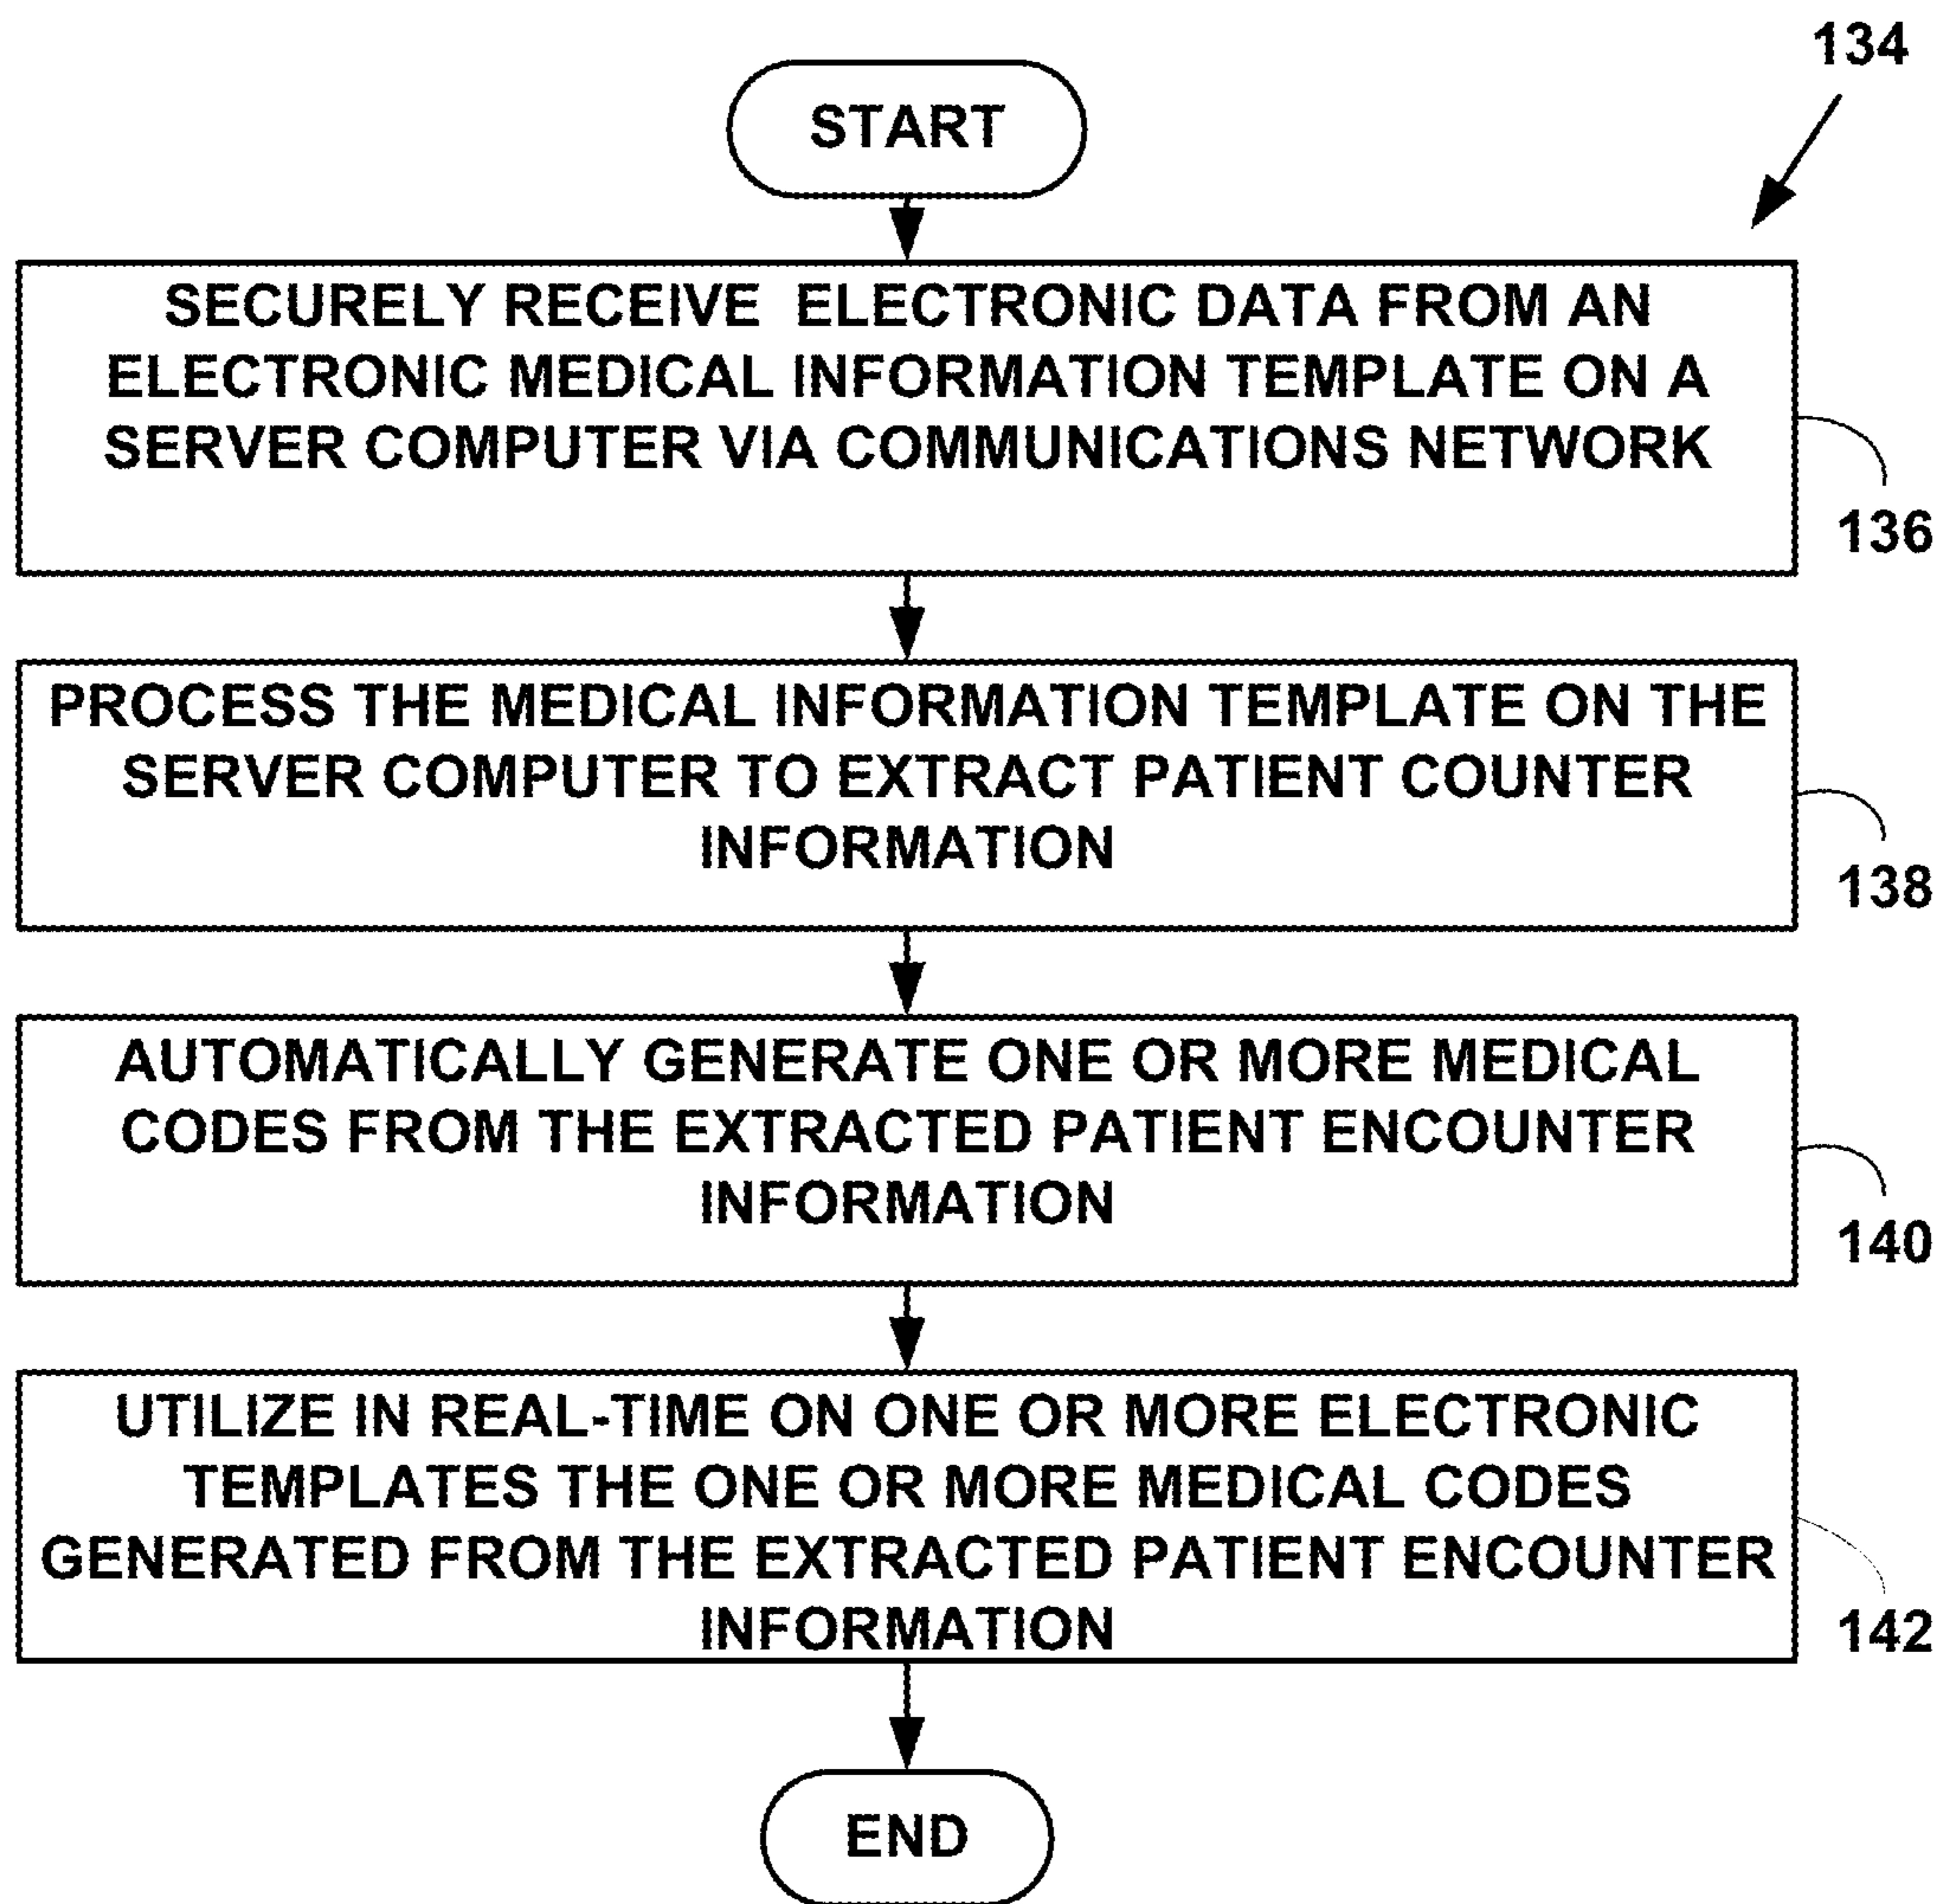 134
START
SECURELY RECEIVE ELECTRONIC DATA FROM AN
ELECTRONIC MEDICAL INFORMATION TEMPLATE ON A
SERVER COMPUTER VIA COMMUNICATIONS NETWORK
136
PROCESS THE MEDICAL INFORMATION TEMPLATE ON THE
SERVER COMPUTER TO EXTRACT PATIENT COUNTER
INFORMATION
138
AUTOMATICALLY GENERATE ONE OR MORE MEDICAL
CODES FROM THE EXTRACTED PATIENT ENCOUNTER
INFORMATION
140
UTILIZE IN REAL-TIME ON ONE OR MORE ELECTRONIC
TEMPLATES THE ONE OR MORE MEDICAL CODES
GENERATED FROM THE EXTRACTED PATIENT ENCOUNTER
INFORMATION
142
END